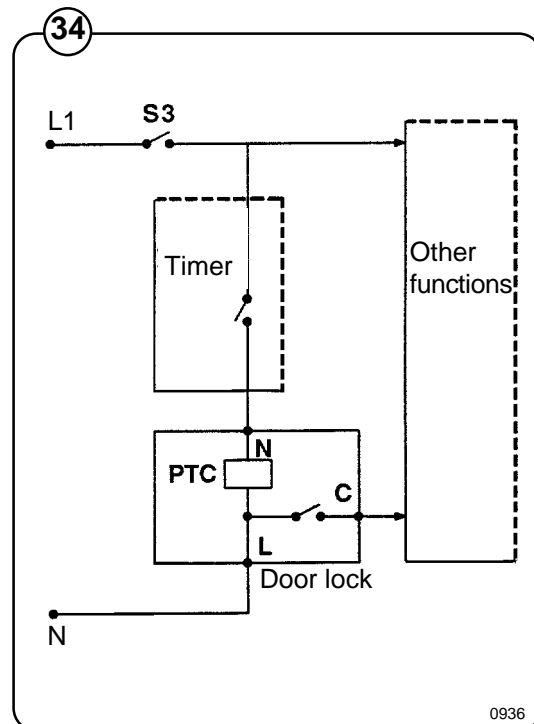 34
L1
S3
Timer
Other
functions
N
PTC
C
L
Door lock
N
0936